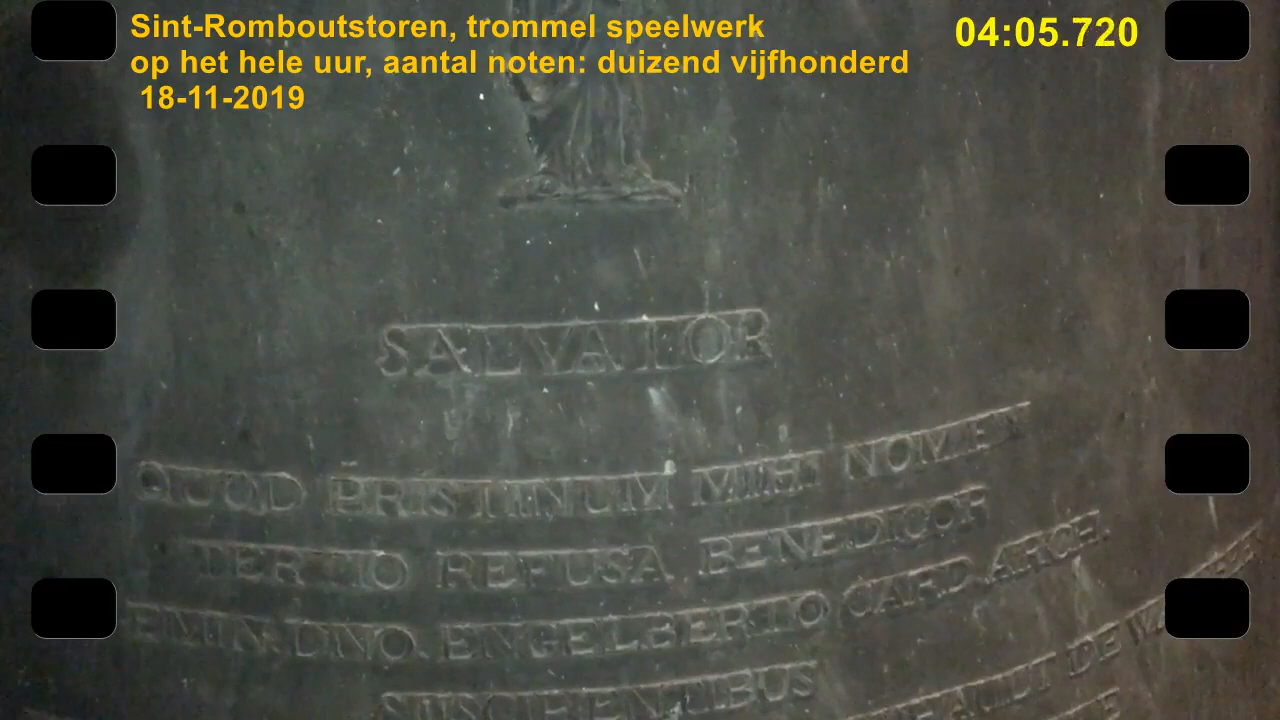 Sint-Romboutstoren, trommel speelwerk
04:05.720
op het hele uur, aantal noten: duizend vijfhonderd
18-11-2019
SALVATOR
QUOD PRISTINUM MIHI NOMEN
TERTIO REFUSA BENEDICOR
EMIN. DNO. ENGELBERTO CARD. ARCH.
SUSCIPIENTIBUS
DE